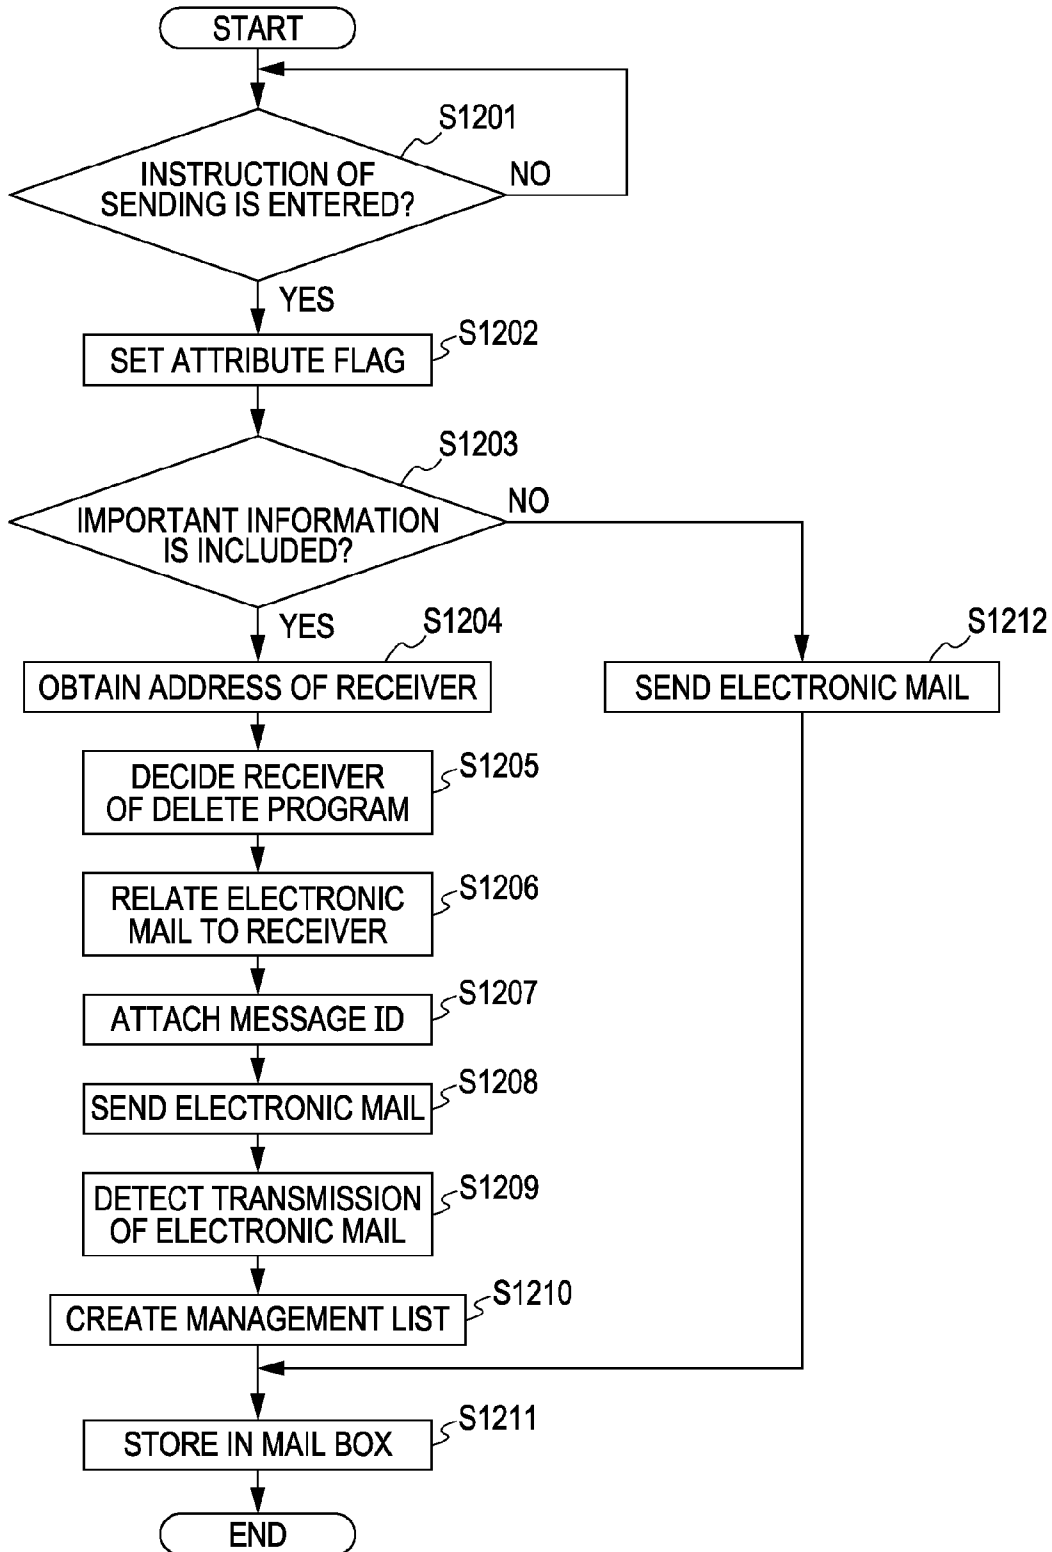 START
S1201
INSTRUCTION OF
SENDING IS ENTERED?
NO
YES
S1202
SET ATTRIBUTE FLAG
S1203
IMPORTANT INFORMATION
IS INCLUDED?
NO
YES
S1204
OBTAIN ADDRESS OF RECEIVER
S1212
SEND ELECTRONIC MAIL
S1205
DECIDE RECEIVER
OF DELETE PROGRAM
S1206
RELATE ELECTRONIC
MAIL TO RECEIVER
S1207
ATTACH MESSAGE ID
S1208
SEND ELECTRONIC MAIL
S1209
DETECT TRANSMISSION
OF ELECTRONIC MAIL
S1210
CREATE MANAGEMENT LIST
S1211
STORE IN MAIL BOX
END